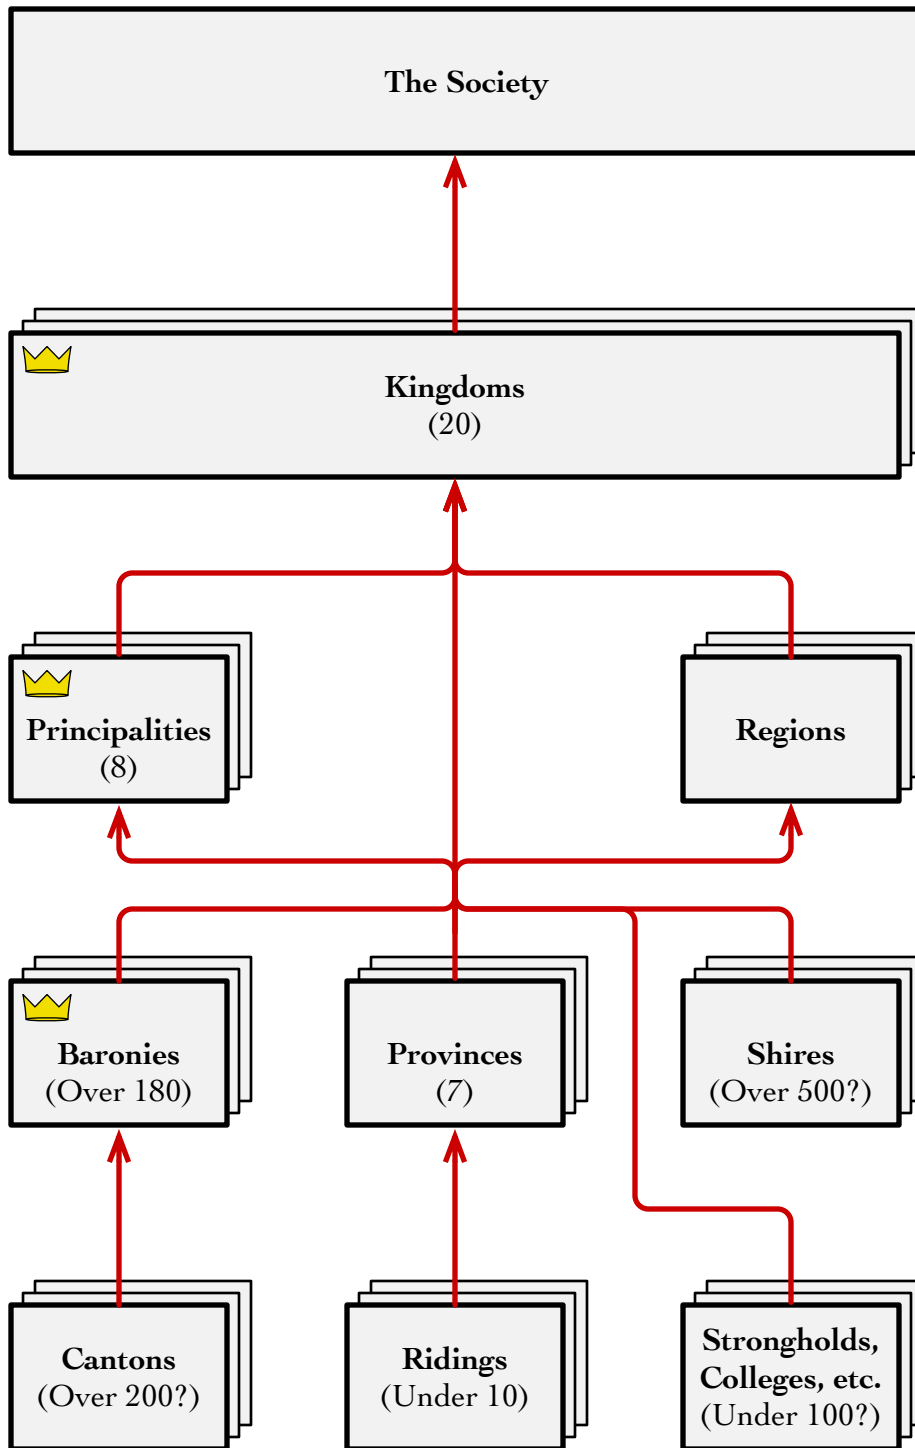 The Society
Kingdoms
(20)
Principalities
(8)
Regions
Baronies
(Over 180)
Provinces
(7)
Shires
(Over 500?)
Cantons
(Over 200?)
Ridings
(Under 10)
Strongholds,
Colleges, etc.
(Under 100?)